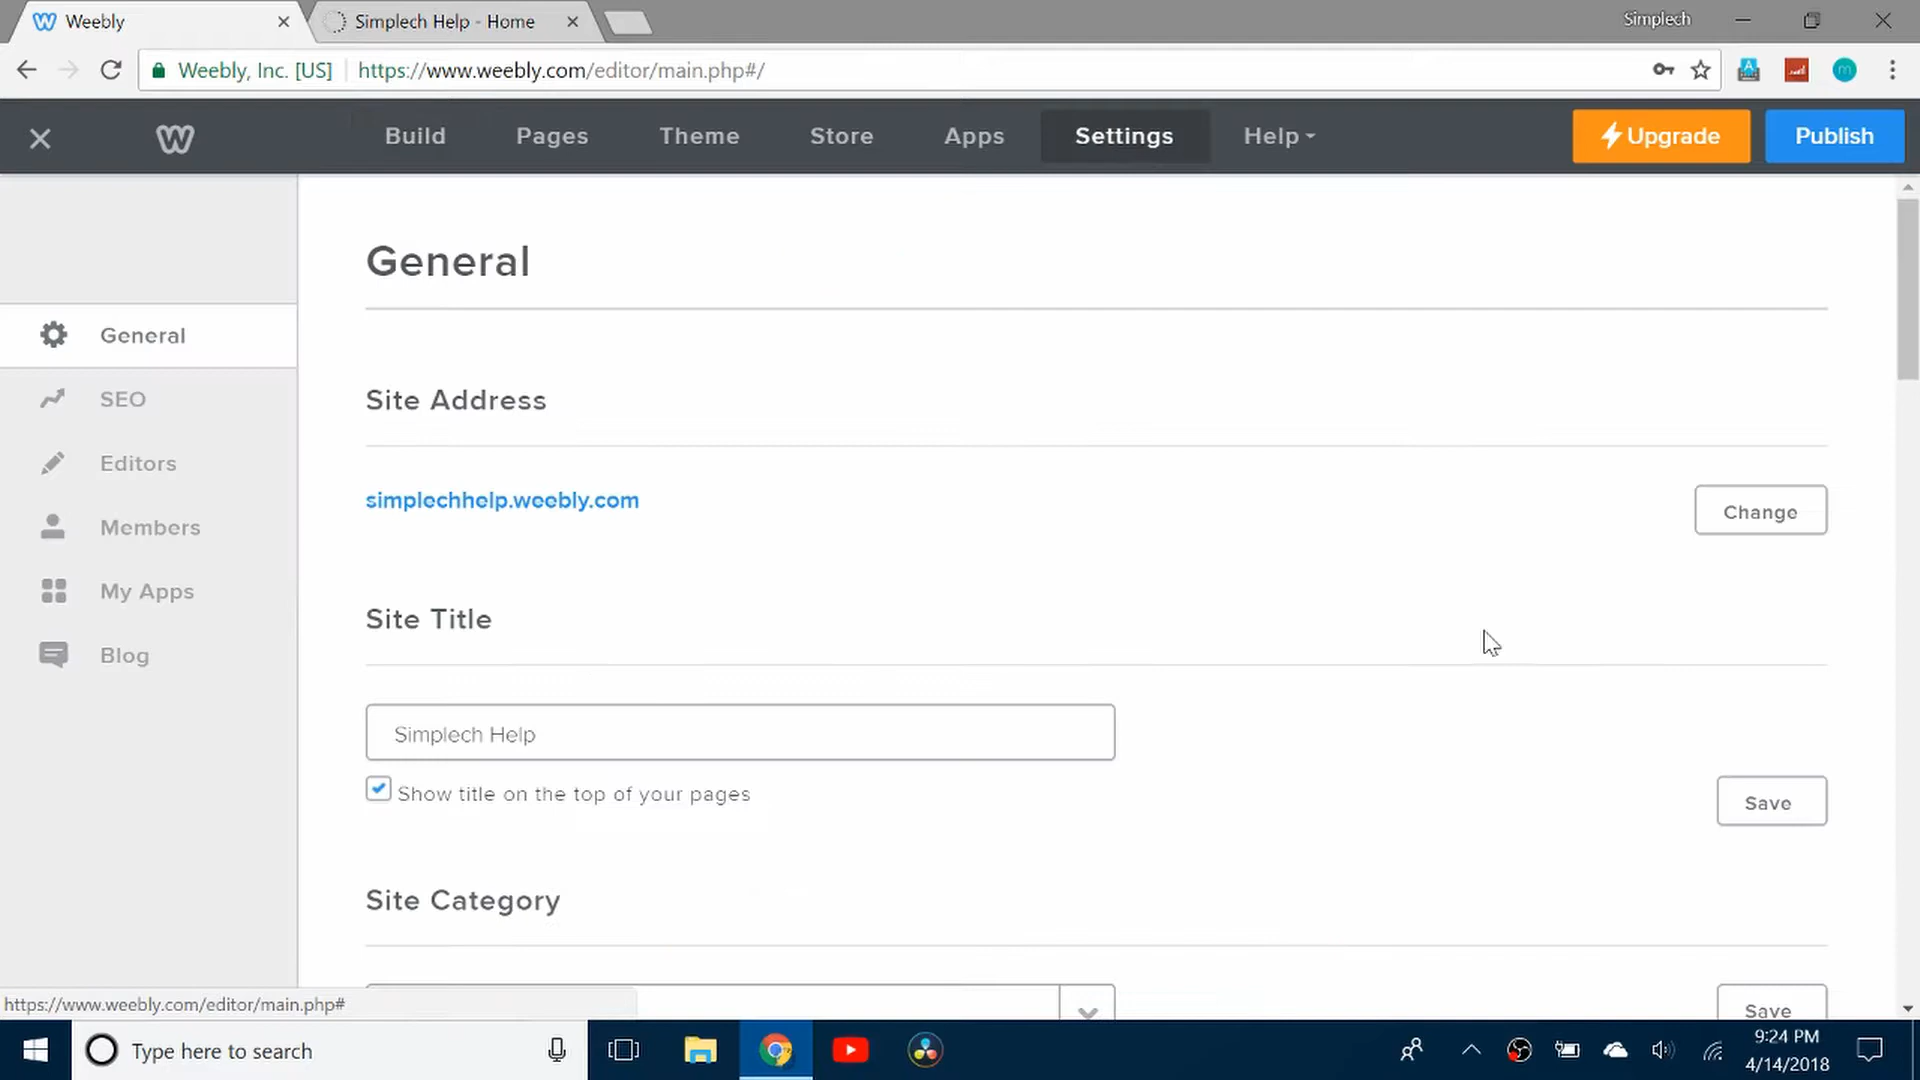 Weebly
Simplech Help - Home
Simplech
Weebly, Inc. [US] https://www.weebly.com/editor/main.php#/
Build Pages Theme Store Apps Settings Help Upgrade Publish
General
SEO
Editors
Members
My Apps
Blog
General
Site Address
simplechhelp.weebly.com
Change
Site Title
Simplech Help
Show title on the top of your pages
Save
Site Category
Save
https://www.weebly.com/editor/main.php#
Type here to search
9:24 PM
4/14/2018